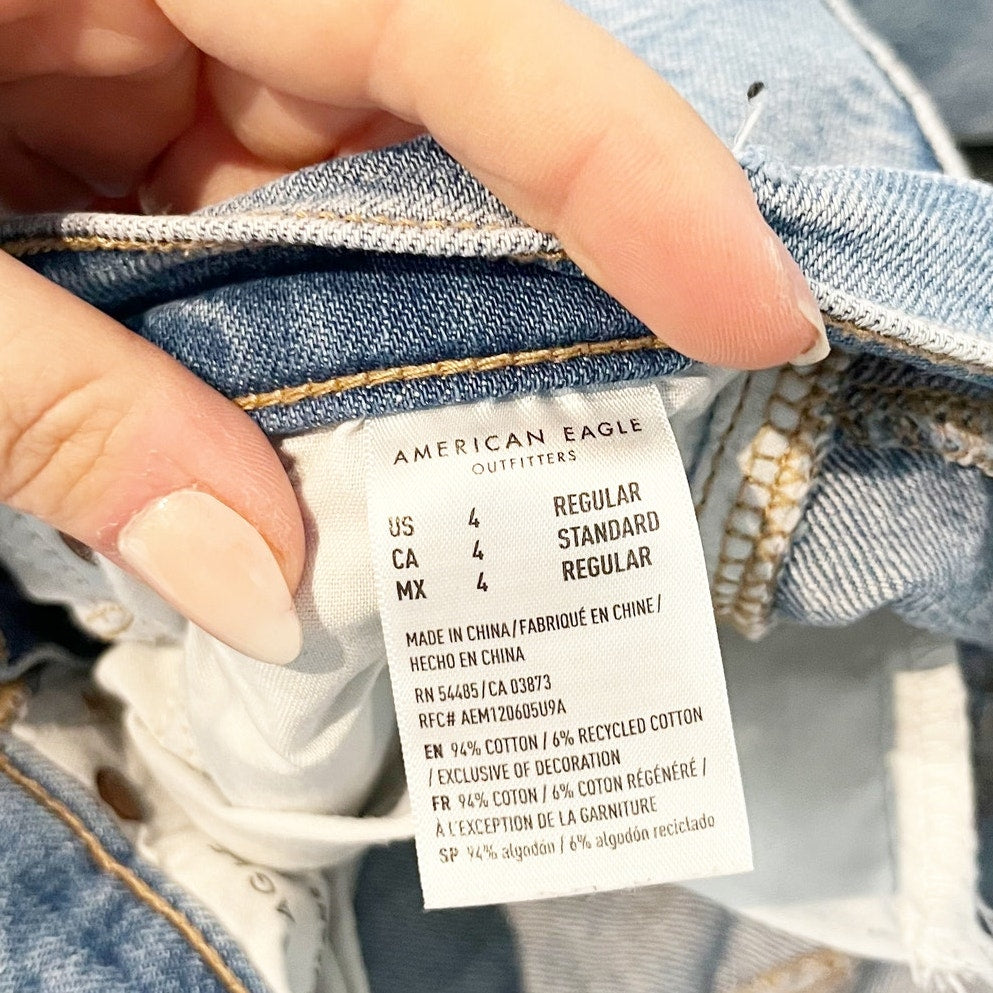 AMERICAN EAGLE
OUTFITTERS
US 4 REGULAR
CA 4 STANDARD
MX 4 REGULAR
MADE IN CHINA/FABRIQUÉ EN CHINE/
HECHO EN CHINA
RN 54485/CA 03873
RFC# AEM120605U9A
EN 94% COTTON / 6% RECYCLED COTTON
/ EXCLUSIVE OF DECORATION
FR 94% COTON / 6% COTON RÉGÉNÉRÉ /
À L'EXCEPTION DE LA GARNITURE
SP 94% algodón / 6% algodón reciclado